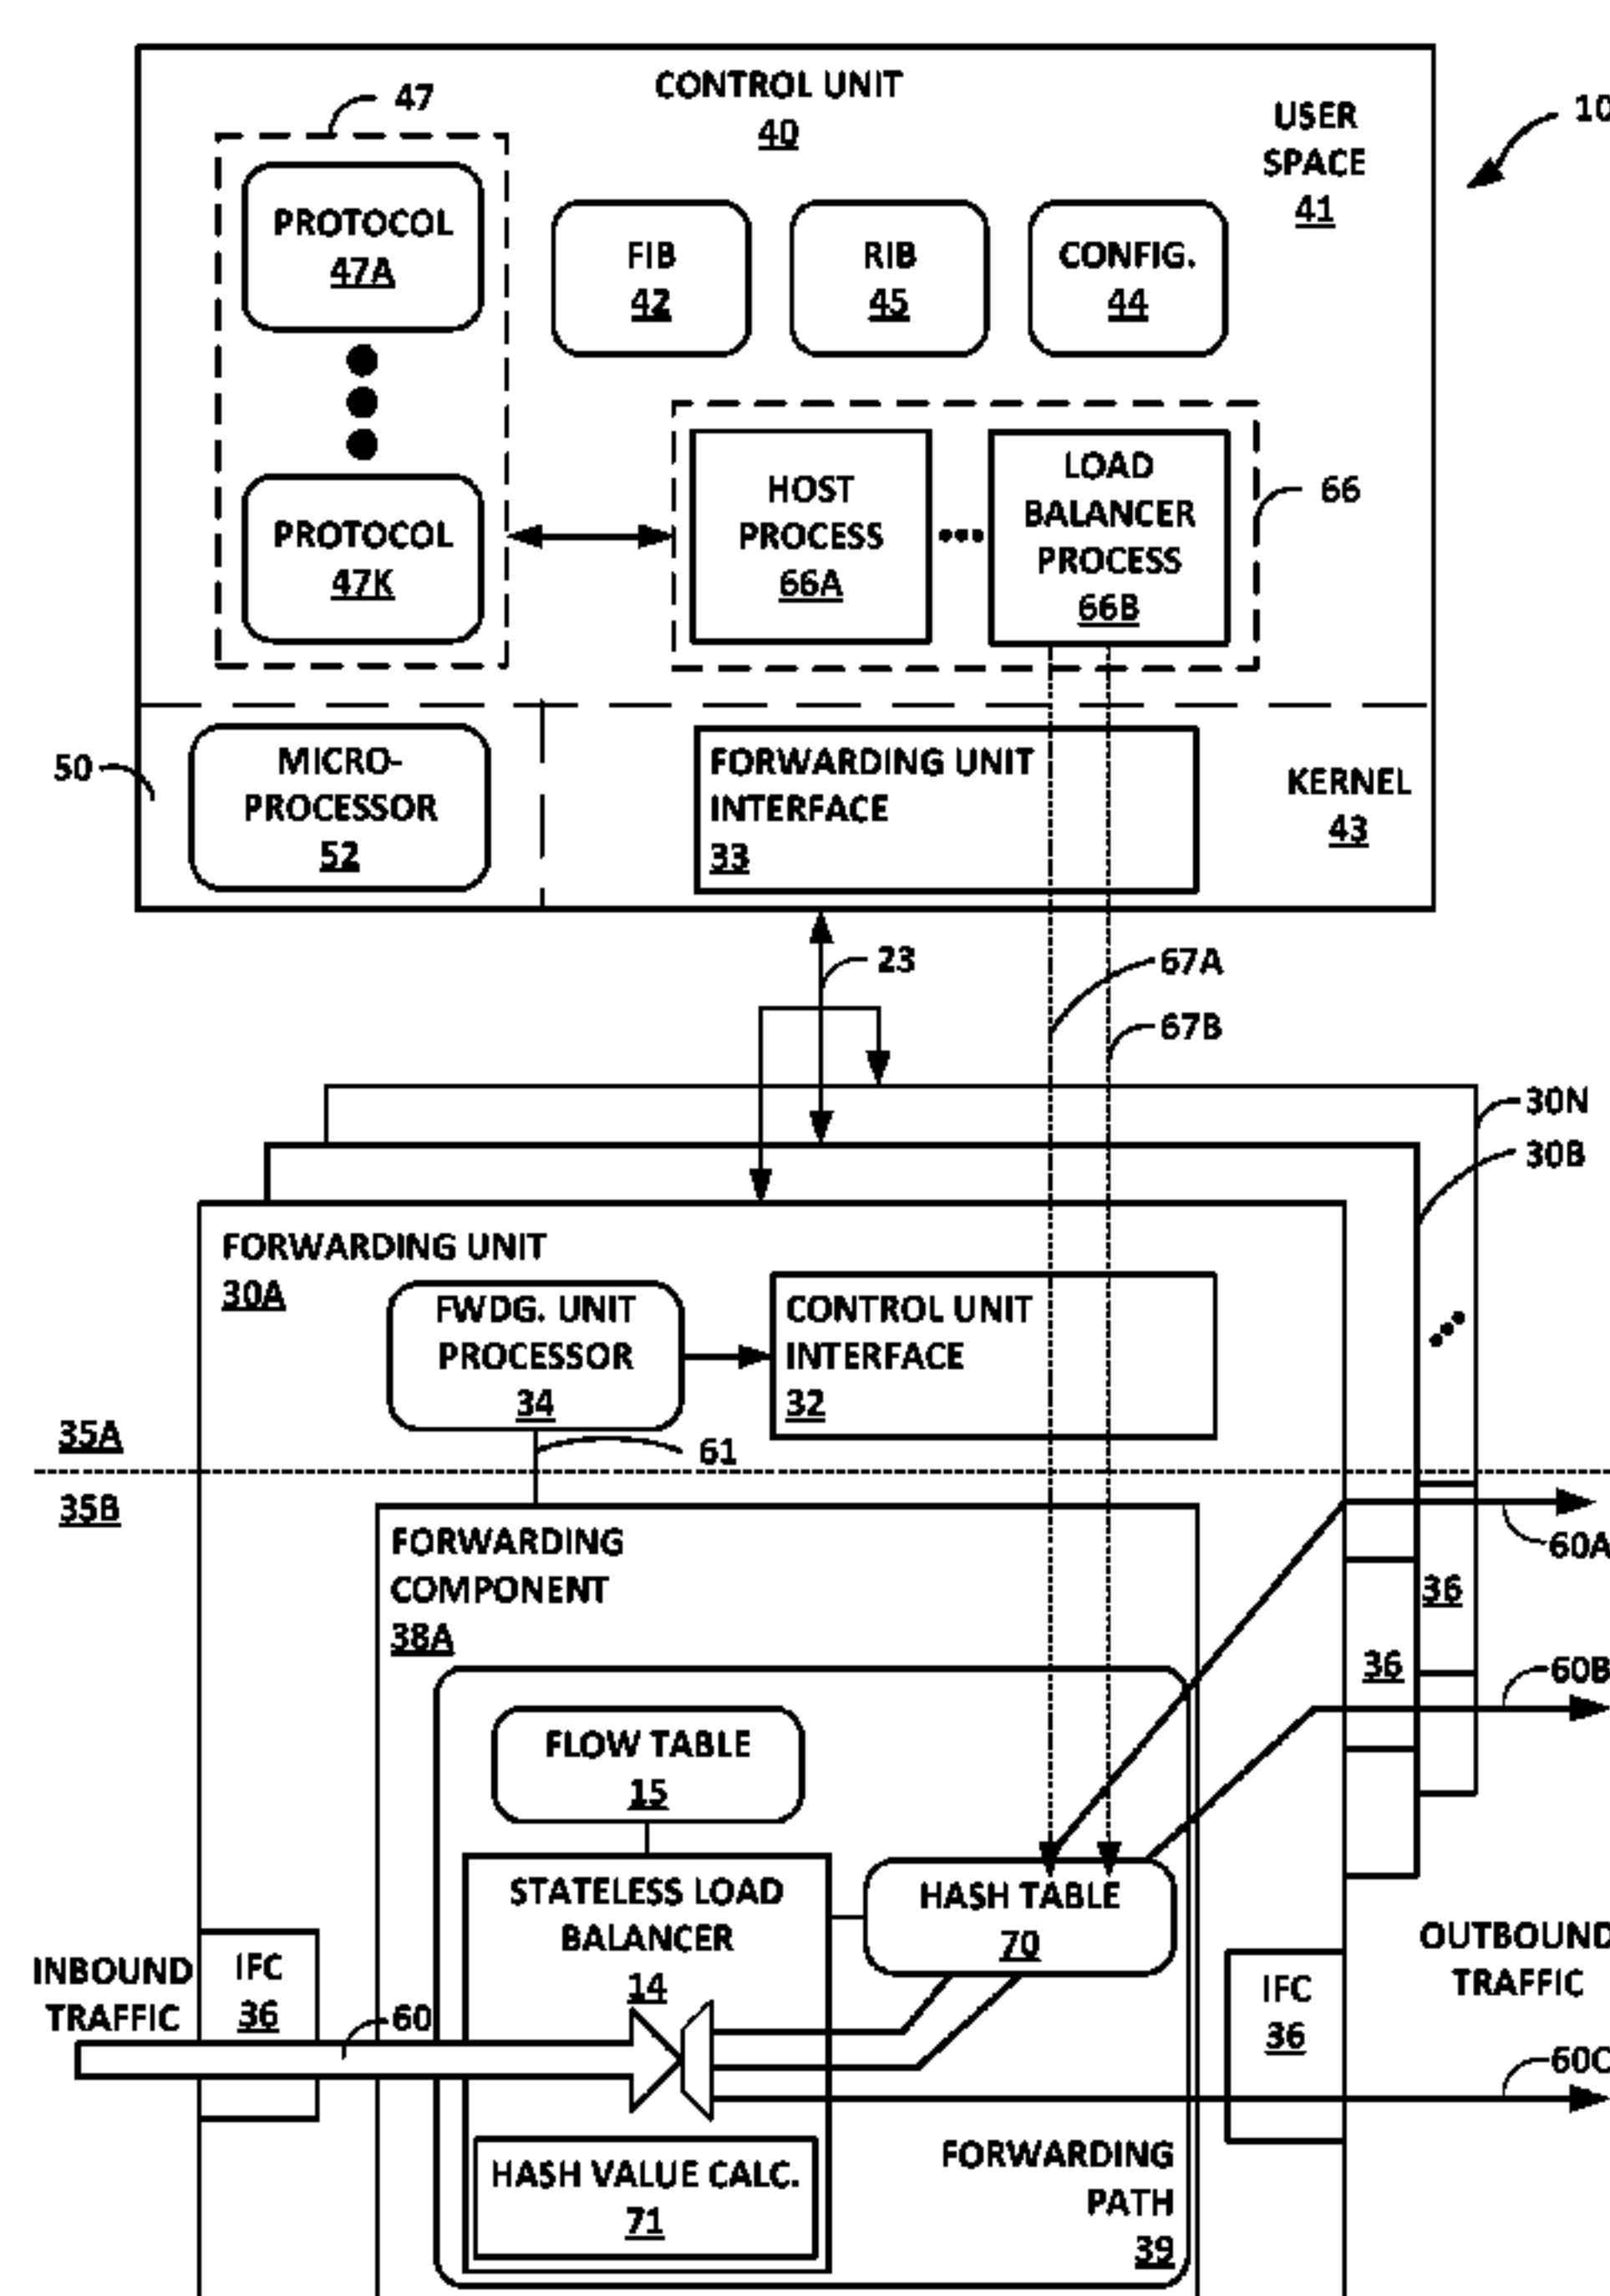 CONTROL UNIT
40
USER
SPACE
41
10
47
PROTOCOL
47A
FIB
42
RIB
45
CONFIG.
44
PROTOCOL
47K
HOST
PROCESS
66A
LOAD
BALANCER
PROCESS
66B
66
50
MICRO-
PROCESSOR
52
FORWARDING UNIT
INTERFACE
33
KERNEL
43
23
67A
67B
30N
30B
FORWARDING UNIT
30A
FWDG. UNIT
PROCESSOR
34
CONTROL UNIT
INTERFACE
32
35A
61
35B
FORWARDING
COMPONENT
38A
60A
36
36
60B
FLOW TABLE
15
STATELESS LOAD
BALANCER
14
HASH TABLE
70
INBOUND
TRAFFIC
IFC
36
60
IFC
36
OUTBOUND
TRAFFIC
60C
HASH VALUE CALC.
71
FORWARDING
PATH
39